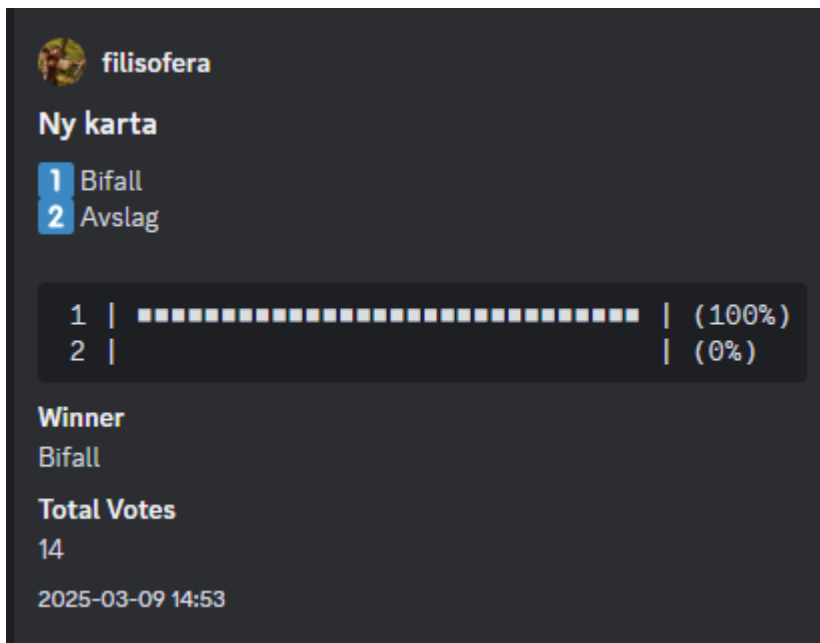 filisofera
Ny karta
1 Bifall
2 Avslag
1 | ■■■■■■■■■■■■■■■■■■■■■■■■■■■■■■ | (100%)
2 | | (0%)
Winner
Bifall
Total Votes
14
2025-03-09 14:53